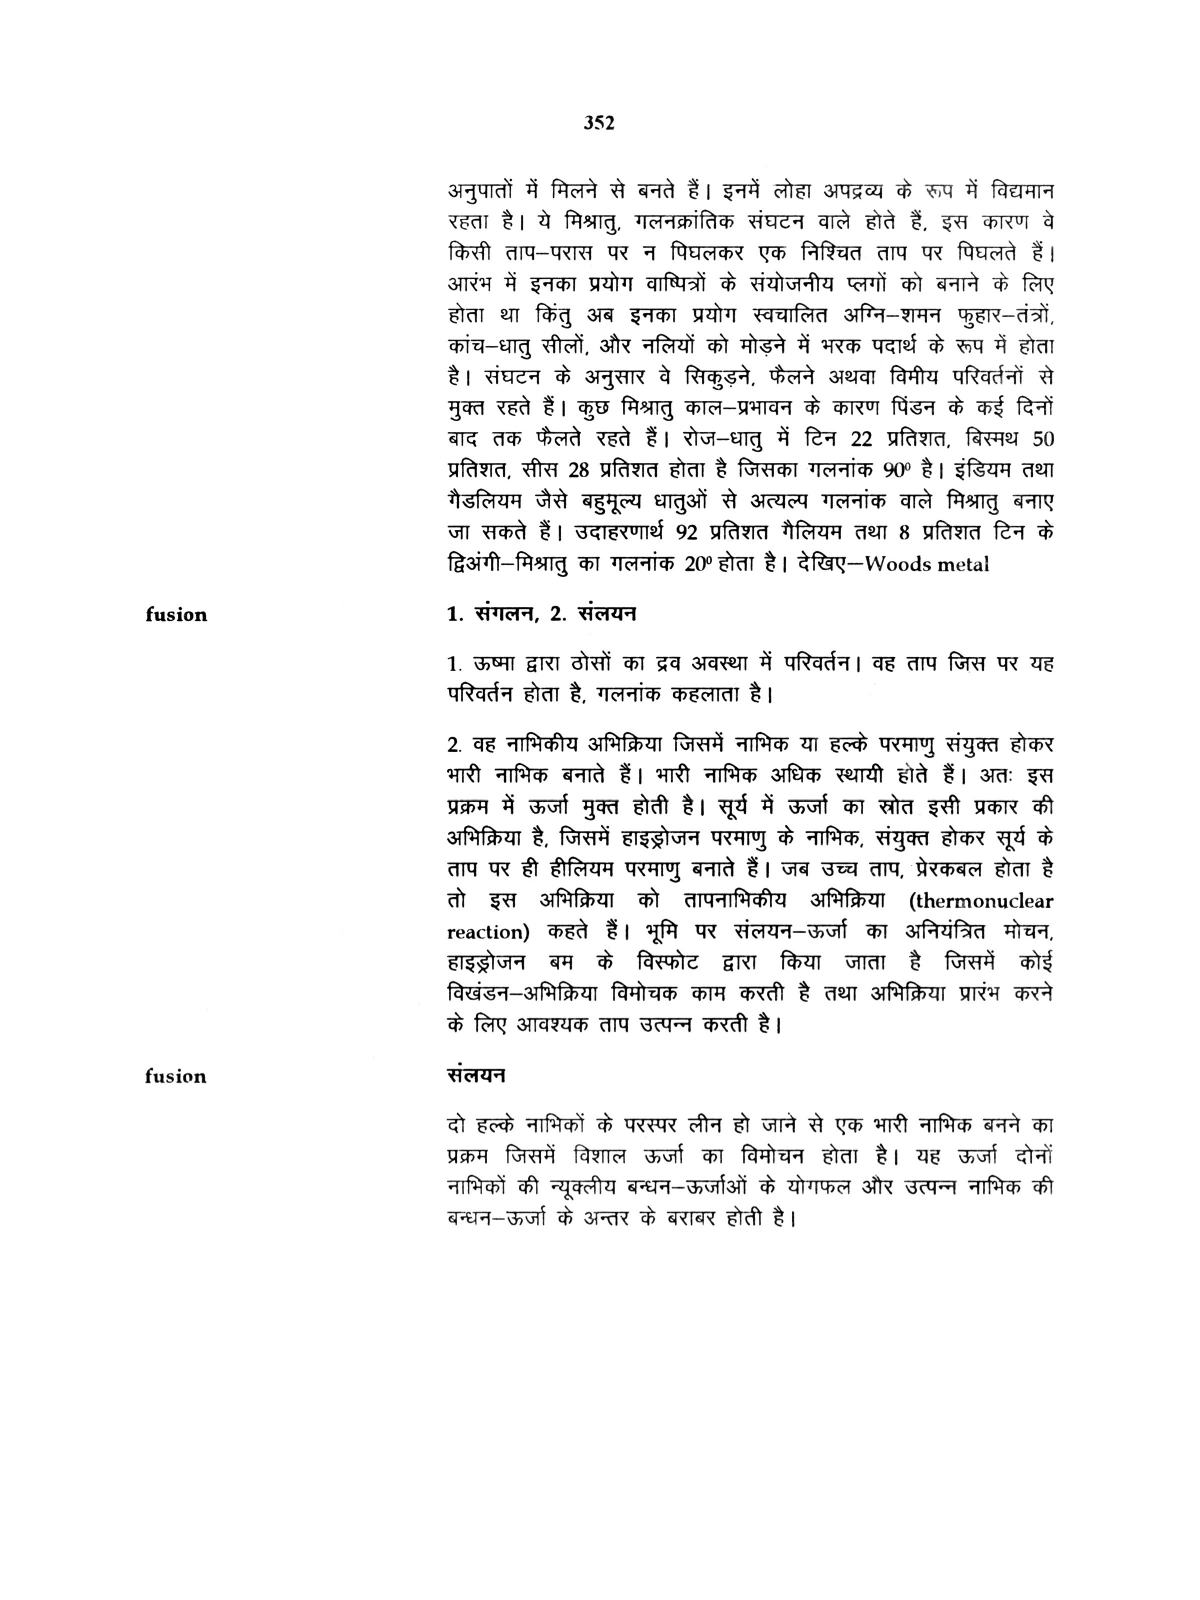 352
अनुपातों में मिलने से बनते हैं। इनमें लोहा अपद्रव्य के रूप में विद्यमान
रहता है। ये मिश्रातु, गलनक्रांतिक संघटन वाले होते हैं, इस कारण वे
किसी ताप–परास पर न पिघलकर एक निश्चित ताप पर पिघलते हैं।
आरंभ में इनका प्रयोग वाष्पित्रों के संयोजनीय प्लगों को बनाने के लिए
होता था किंतु अब इनका प्रयोग स्वचालित अग्नि–शमन फुहार–तंत्रों,
कांच–धातु सीलों, और नलियों को मोड़ने में भरक पदार्थ के रूप में होता
है। संघटन के अनुसार वे सिकुड़ने, फैलने अथवा विमीय परिवर्तनों से
मुक्त रहते हैं। कुछ मिश्रातु काल–प्रभावन के कारण पिंडन के कई दिनों
बाद तक फैलते रहते हैं। रोज–धातु में टिन 22 प्रतिशत, बिस्मथ 50
प्रतिशत, सीस 28 प्रतिशत होता है जिसका गलनांक 90⁰ है। इंडियम तथा
गैडलियम जैसे बहुमूल्य धातुओं से अत्यल्प गलनांक वाले मिश्रातु बनाए
जा सकते हैं। उदाहरणार्थ 92 प्रतिशत गैलियम तथा 8 प्रतिशत टिन के
द्विअंगी–मिश्रातु का गलनांक 20⁰ होता है। देखिए–Woods metal
fusion 1. संगलन, 2. संलयन
1. ऊष्मा द्वारा ठोसों का द्रव अवस्था में परिवर्तन। वह ताप जिस पर यह
परिवर्तन होता है, गलनांक कहलाता है।
2. वह नाभिकीय अभिक्रिया जिसमें नाभिक या हल्के परमाणु संयुक्त होकर
भारी नाभिक बनाते हैं। भारी नाभिक अधिक स्थायी होते हैं। अतः इस
प्रक्रम में ऊर्जा मुक्त होती है। सूर्य में ऊर्जा का स्रोत इसी प्रकार की
अभिक्रिया है, जिसमें हाइड्रोजन परमाणु के नाभिक, संयुक्त होकर सूर्य के
ताप पर ही हीलियम परमाणु बनाते हैं। जब उच्च ताप, प्रेरकबल होता है
तो इस अभिक्रिया को तापनाभिकीय अभिक्रिया (thermonuclear
reaction) कहते हैं। भूमि पर संलयन–ऊर्जा का अनियंत्रित मोचन,
हाइड्रोजन बम के विस्फोट द्वारा किया जाता है जिसमें कोई
विखंडन–अभिक्रिया विमोचक काम करती है तथा अभिक्रिया प्रारंभ करने
के लिए आवश्यक ताप उत्पन्न करती है।
fusion संलयन
दो हल्के नाभिकों के परस्पर लीन हो जाने से एक भारी नाभिक बनने का
प्रक्रम जिसमें विशाल ऊर्जा का विमोचन होता है। यह ऊर्जा दोनों
नाभिकों की न्यूक्लीय बन्धन–ऊर्जाओं के योगफल और उत्पन्न नाभिक की
बन्धन–ऊर्जा के अन्तर के बराबर होती है।